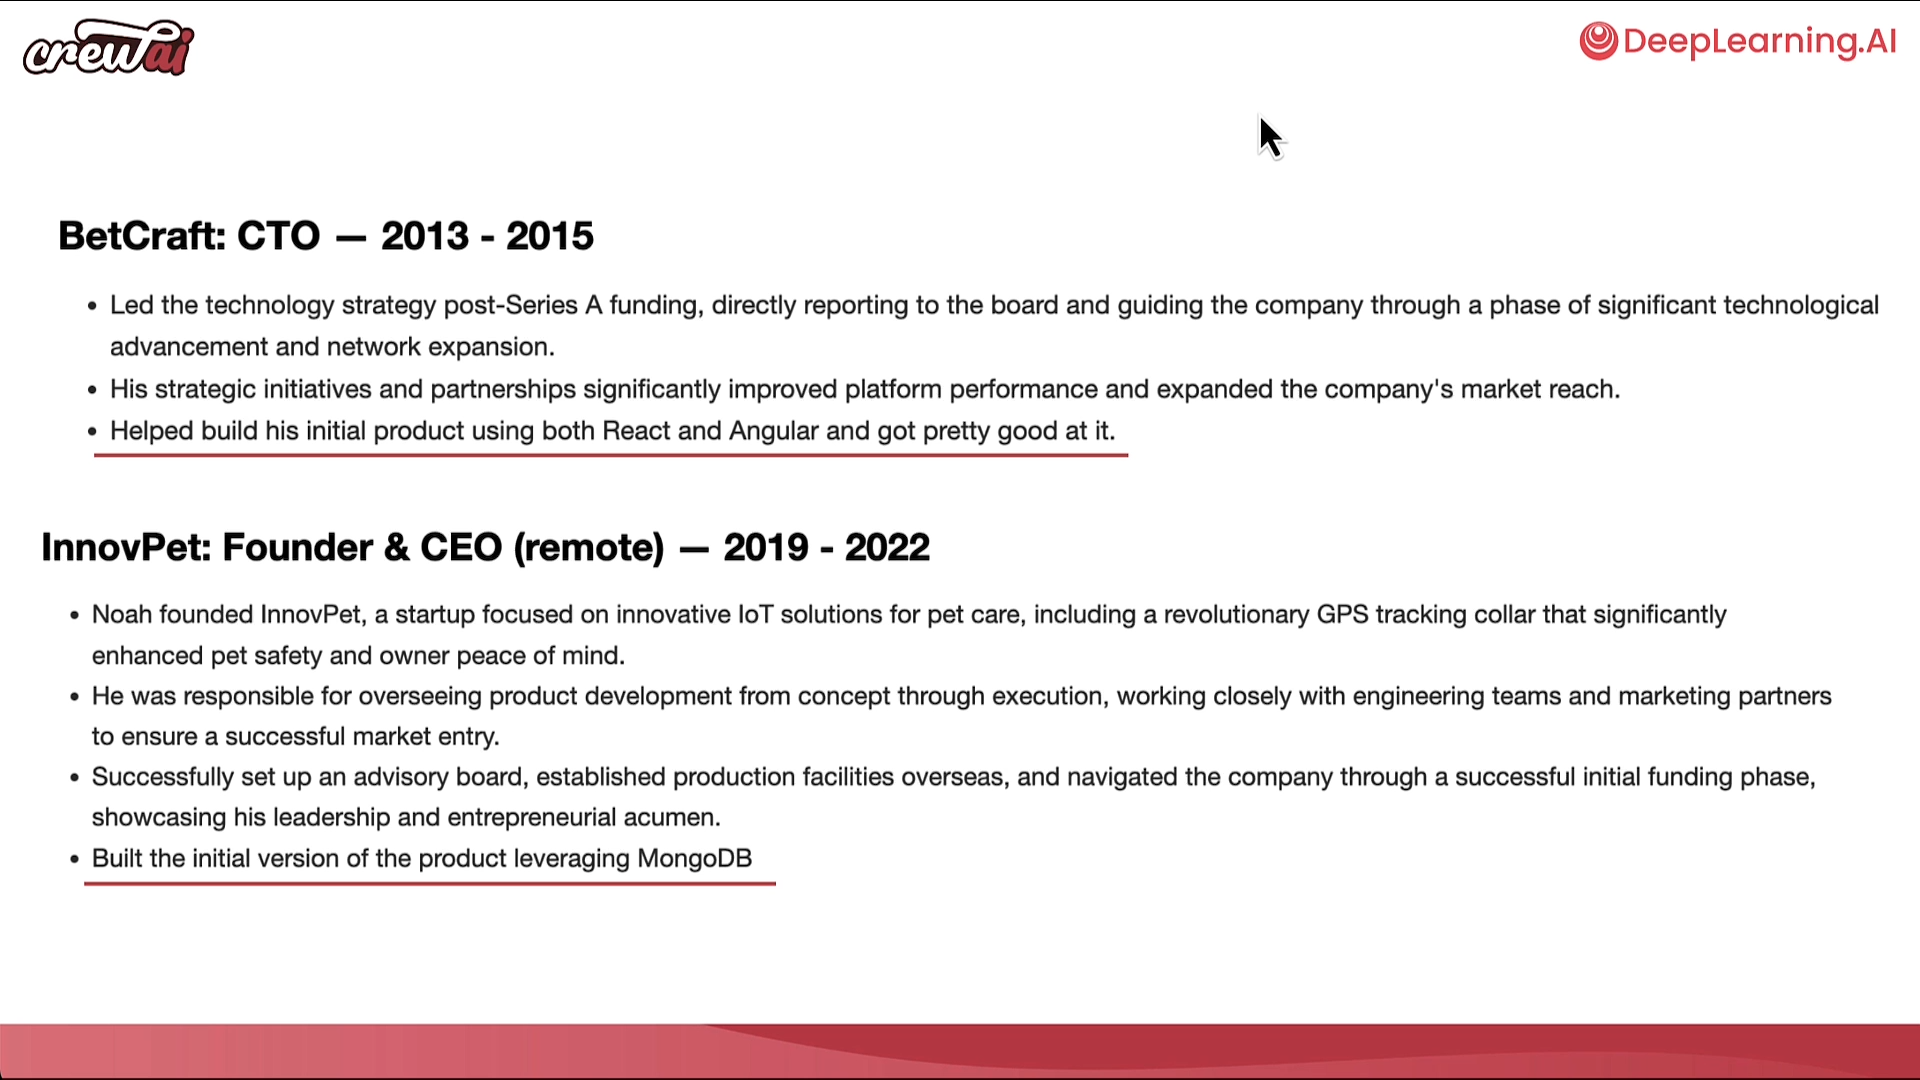 crewai
DeepLearning.AI
BetCraft: CTO — 2013 - 2015
• Led the technology strategy post-Series A funding, directly reporting to the board and guiding the company through a phase of significant technological
advancement and network expansion.
• His strategic initiatives and partnerships significantly improved platform performance and expanded the company's market reach.
• Helped build his initial product using both React and Angular and got pretty good at it.
InnovPet: Founder & CEO (remote) — 2019 - 2022
• Noah founded InnovPet, a startup focused on innovative IoT solutions for pet care, including a revolutionary GPS tracking collar that significantly
enhanced pet safety and owner peace of mind.
• He was responsible for overseeing product development from concept through execution, working closely with engineering teams and marketing partners
to ensure a successful market entry.
• Successfully set up an advisory board, established production facilities overseas, and navigated the company through a successful initial funding phase,
showcasing his leadership and entrepreneurial acumen.
• Built the initial version of the product leveraging MongoDB